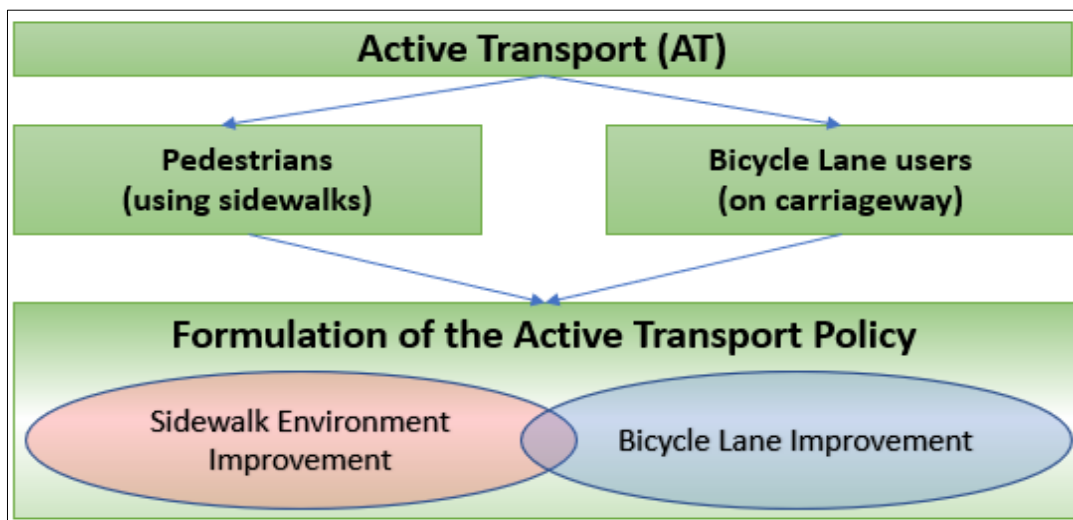 Active Transport (AT)
Pedestrians
(using sidewalks)
Bicycle Lane users
(on carriageway)
Formulation of the Active Transport Policy
Sidewalk Environment
Improvement
Bicycle Lane Improvement